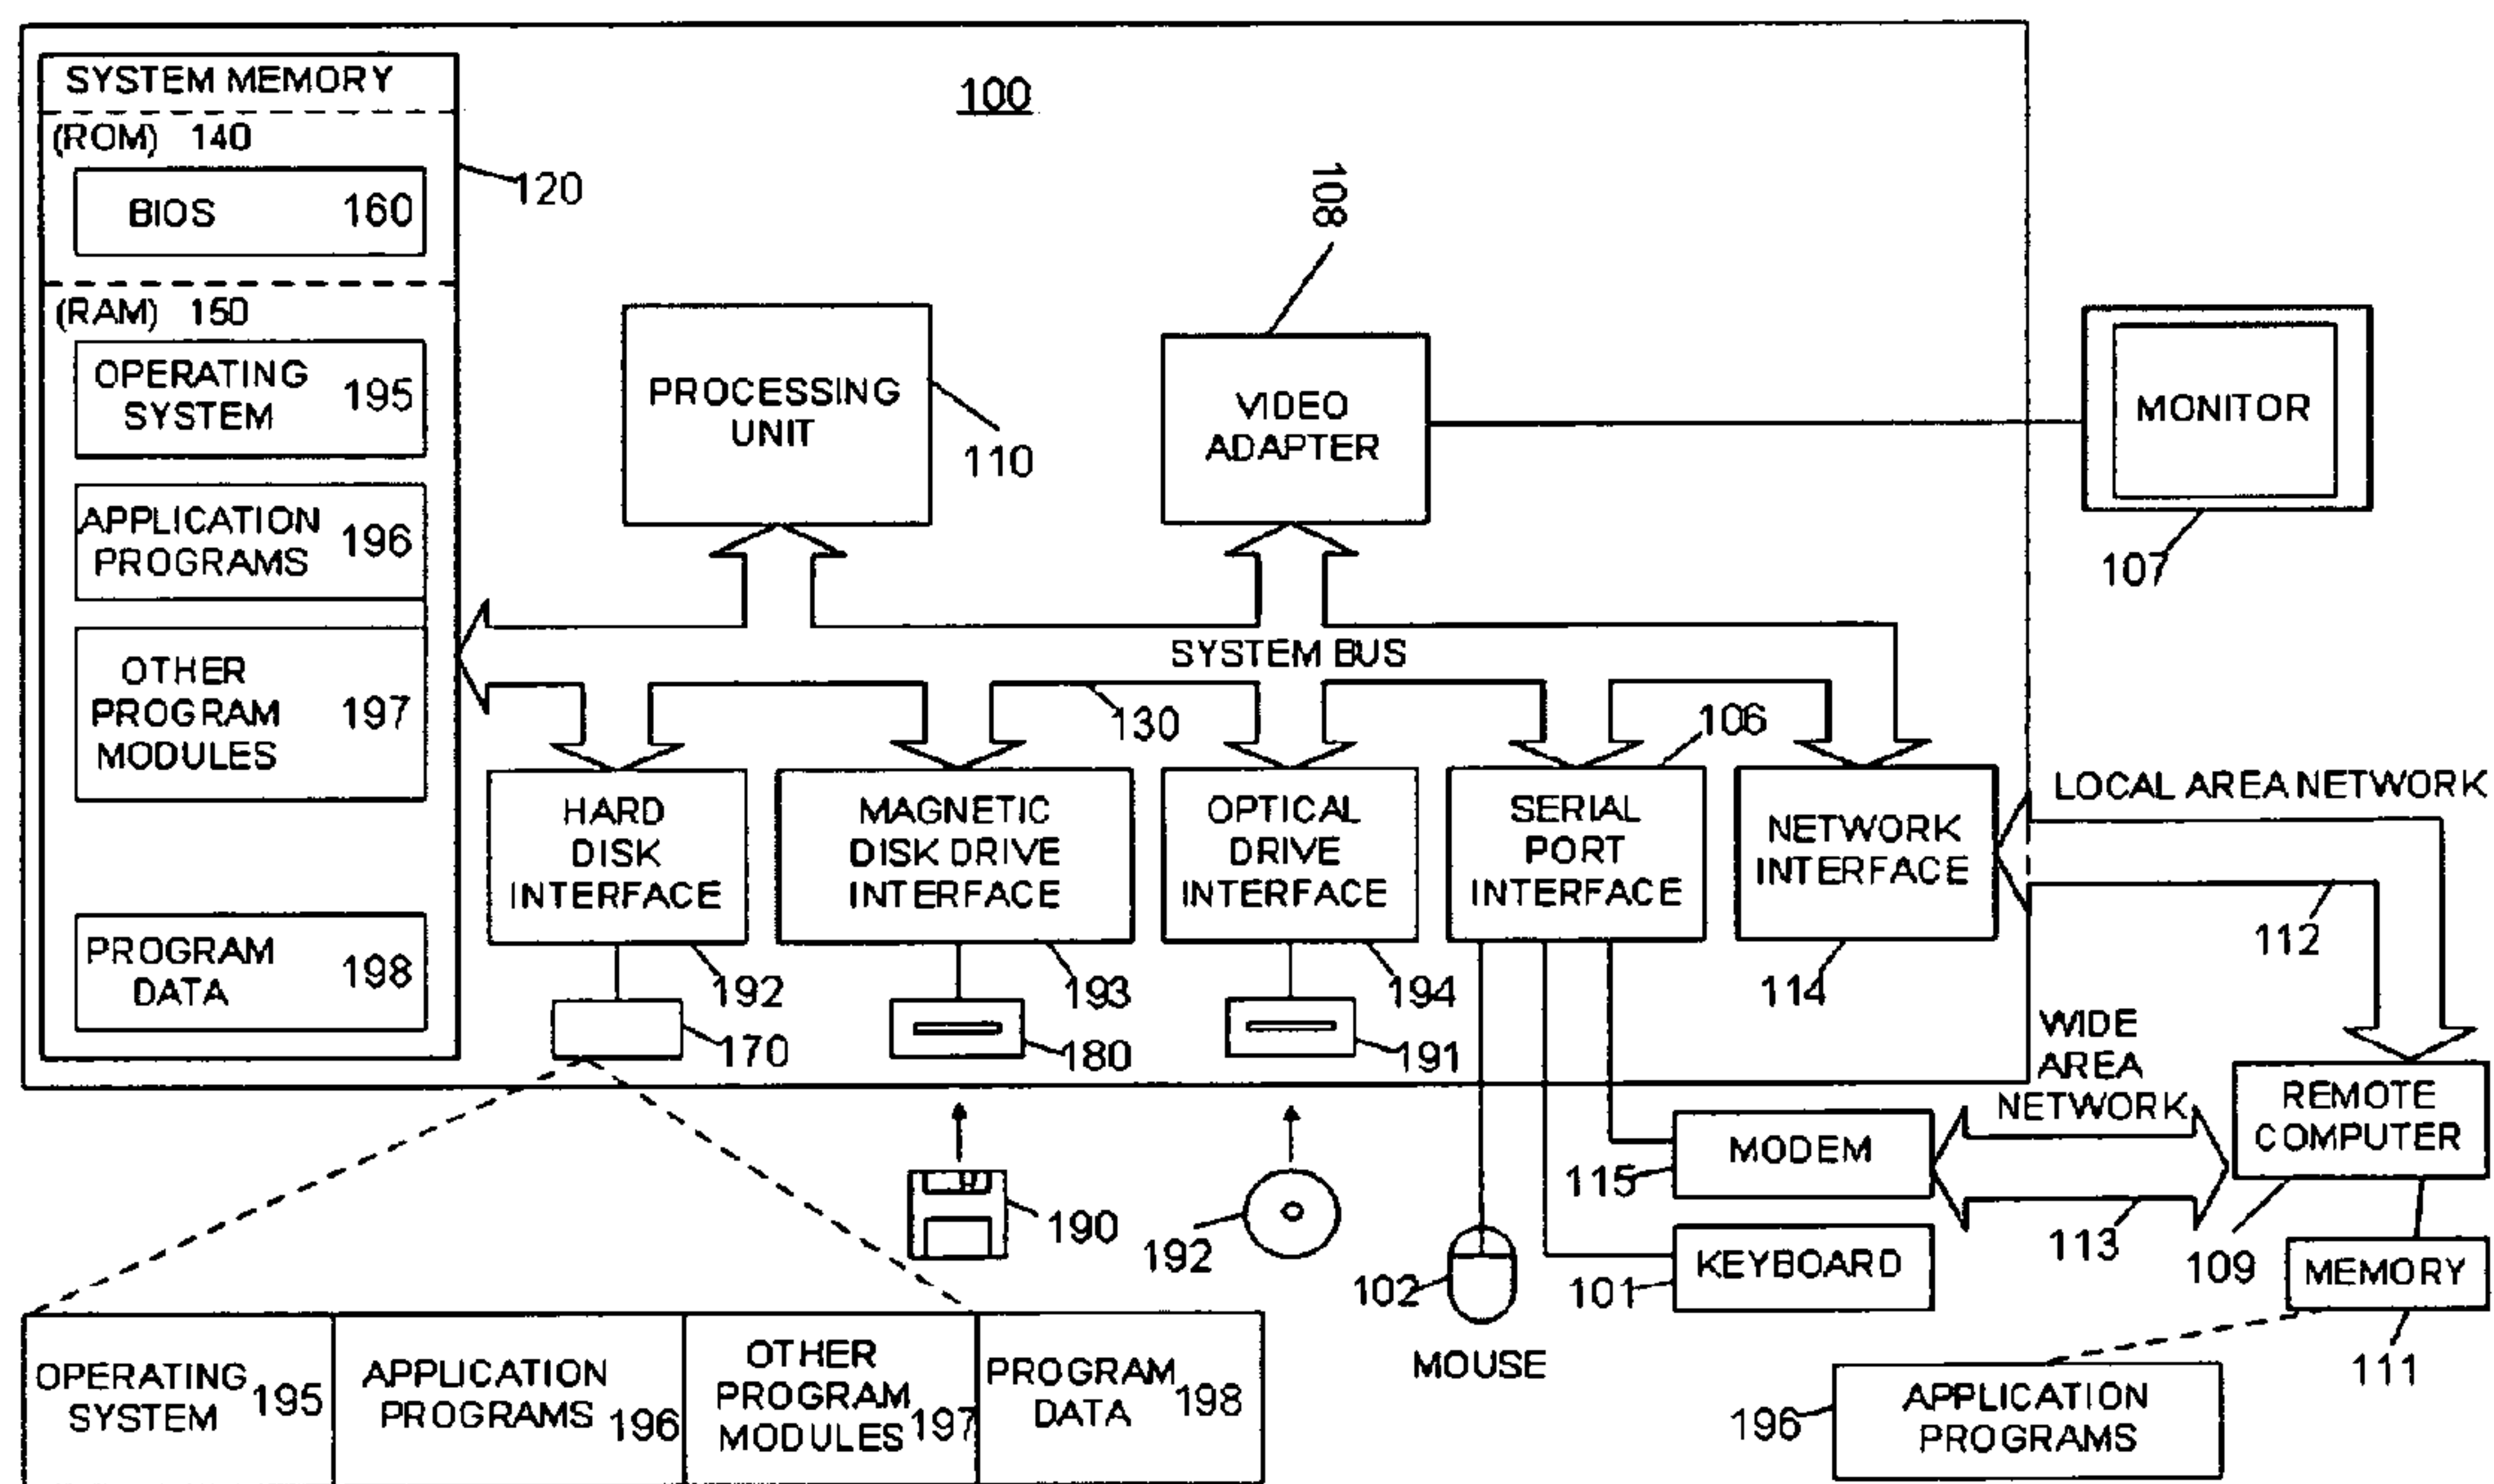 SYSTEM MEMORY
(ROM) 140
BIOS 160
120
(RAM) 150
OPERATING
SYSTEM
195
APPLICATION
PROGRAMS
196
OTHER
PROGRAM
MODULES
197
PROGRAM
DATA
198
100
PROCESSING
UNIT
110
108
VIDEO
ADAPTER
MONITOR
107
SYSTEM BUS
130
106
HARD
DISK
INTERFACE
192
170
MAGNETIC
DISK DRIVE
INTERFACE
193
180
OPTICAL
DRIVE
INTERFACE
194
191
SERIAL
PORT
INTERFACE
NETWORK
INTERFACE
114
LOCAL AREA NETWORK
112
WIDE
AREA
NETWORK
REMOTE
COMPUTER
109
MODEM
115
113
KEYBOARD
101
190
192
102
MOUSE
MEMORY
111
APPLICATION
PROGRAMS
196
OPERATING
SYSTEM
195
APPLICATION
PROGRAMS
196
OTHER
PROGRAM
MODULES
197
PROGRAM
DATA
198